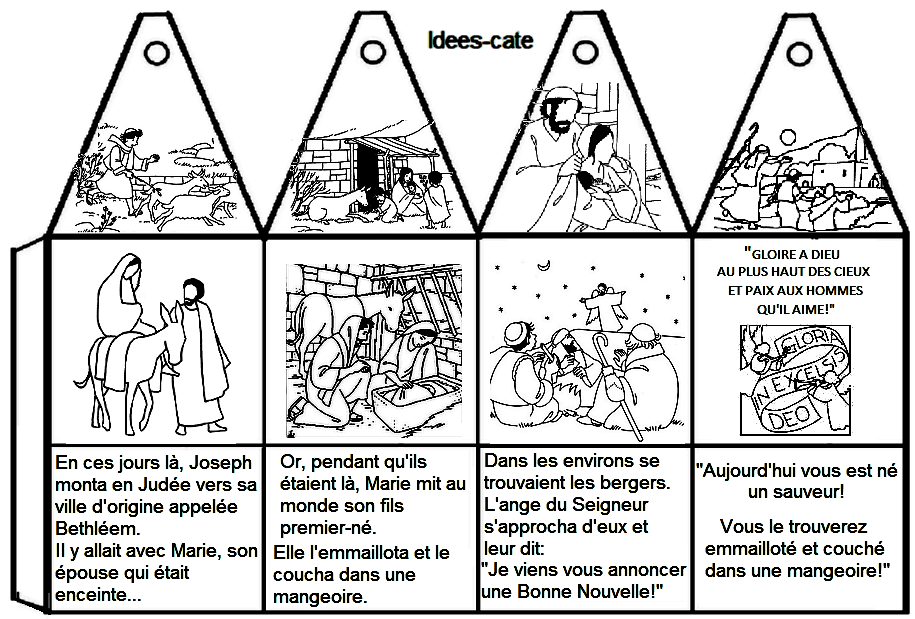 Idees-cate
"GLOIRE A DIEU
AU PLUS HAUT DES CIEUX
ET PAIX AUX HOMMES
QU'IL AIME!"
GLORIA
IN EXCELSIS
DEO
En ces jours là, Joseph
monta en Judée vers sa
ville d'origine appelée
Bethléem.
Il y allait avec Marie, son
épouse qui était
enceinte...
Or, pendant qu'ils
étaient là, Marie mit au
monde son fils
premier-né.
Elle l'emmaillota et le
coucha dans une
mangeoire.
Dans les environs se
trouvaient les bergers.
L'ange du Seigneur
s'approcha d'eux et
leur dit:
"Je viens vous annoncer
une Bonne Nouvelle!"
"Aujourd'hui vous est né
un sauveur!
Vous le trouverez
emmailloté et couché
dans une mangeoire!"